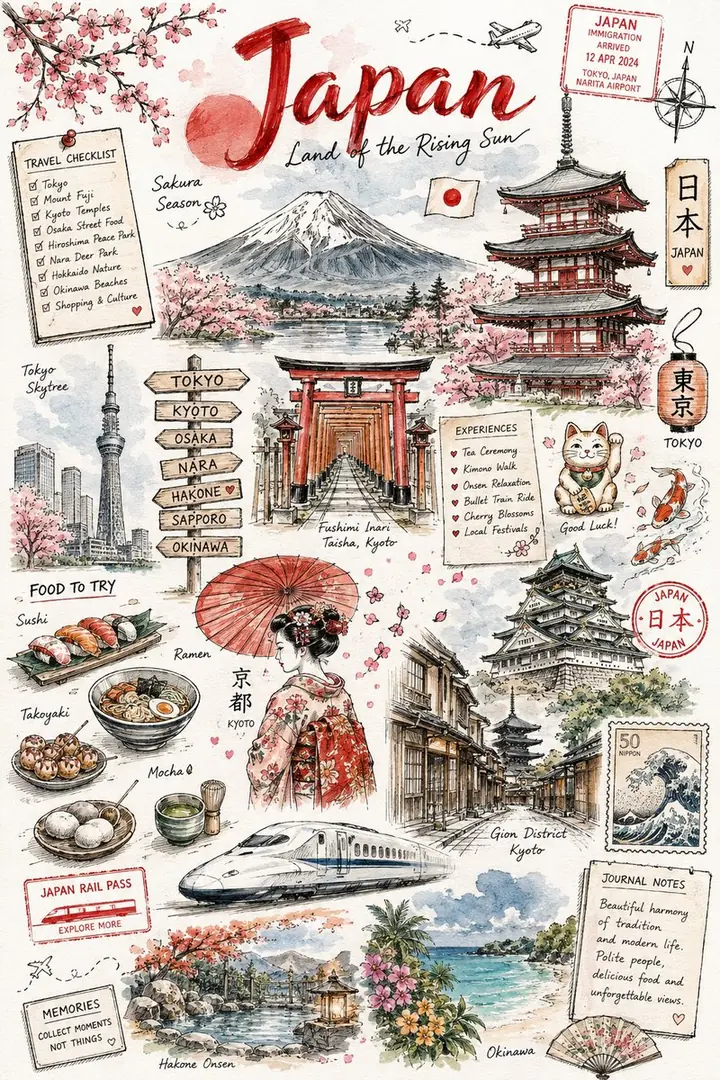 Japan
Land of the Rising Sun
JAPAN
IMMIGRATION
ARRIVED
12 APR 2024
TOKYO, JAPAN
NARITA AIRPORT
N
TRAVEL CHECKLIST
Tokyo
Mount Fuji
Kyoto Temples
Osaka Street Food
Hiroshima Peace Park
Nara Deer Park
Hokkaido Nature
Okinawa Beaches
Shopping & Culture
Sakura
Season
日本
JAPAN
東京
TOKYO
Tokyo
Skytree
TOKYO
KYOTO
OSAKA
NARA
HAKONE
SAPPORO
OKINAWA
Fushimi Inari
Taisha, Kyoto
EXPERIENCES
Tea Ceremony
Kimono Walk
Onsen Relaxation
Bullet Train Ride
Cherry Blossoms
Local Festivals
Good Luck!
FOOD TO TRY
Sushi
Ramen
Takoyaki
Mocha
京都
KYOTO
JAPAN
日本
JAPAN
50
NIPPON
Gion District
Kyoto
JAPAN RAIL PASS
EXPLORE MORE
JOURNAL NOTES
Beautiful harmony
of tradition
and modern life.
Polite people,
delicious food and
unforgettable views.
MEMORIES
COLLECT MOMENTS
NOT THINGS
Hakone Onsen
Okinawa